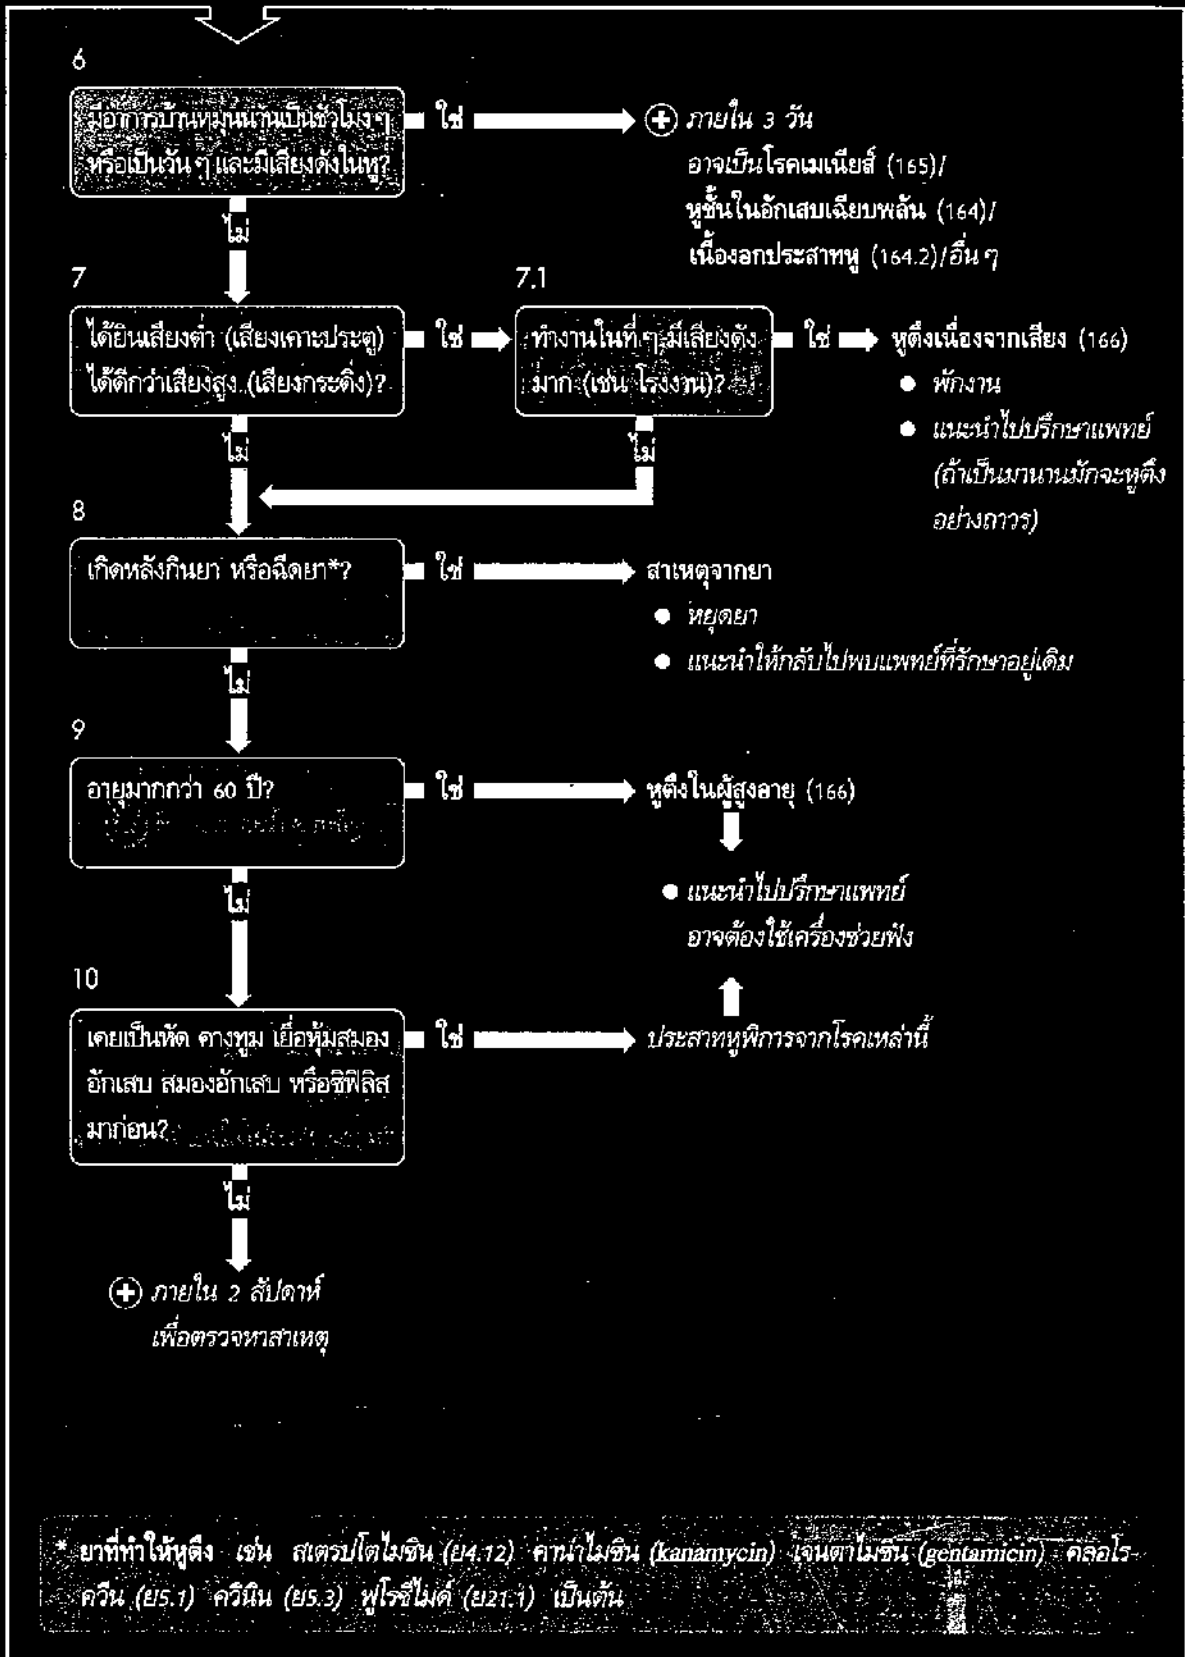 6
มีอาการบ้านหมุนนานเป็นชั่วโมง ๆ
หรือเป็นวัน ๆ และมีเสียงดังในหู?
ใช่
ภายใน 3 วัน
อาจเป็นโรคเมเนียส์ (165)/
หูชั้นในอักเสบเฉียบพลัน (164)/
เนื้องอกประสาทหู (164.2)/อื่น ๆ
ไม่
7
ได้ยินเสียงต่ำ (เสียงเคาะประตู)
ได้ดีกว่าเสียงสูง (เสียงกระดิ่ง)?
ใช่
7.1
ทำงานในที่ ๆ มีเสียงดัง
มาก (เช่น โรงงาน)?
ใช่
หูตึงเนื่องจากเสียง (166)
● พักงาน
● แนะนำไปปรึกษาแพทย์
(ถ้าเป็นมานานมักจะหูตึง
อย่างถาวร)
ไม่
ไม่
8
เกิดหลังกินยา หรือฉีดยา*?
ใช่
สาเหตุจากยา
● หยุดยา
● แนะนำให้กลับไปพบแพทย์ที่รักษาอยู่เดิม
ไม่
9
อายุมากกว่า 60 ปี?
ใช่
หูตึงในผู้สูงอายุ (166)
● แนะนำไปปรึกษาแพทย์
อาจต้องใช้เครื่องช่วยฟัง
ไม่
10
เคยเป็นหัด คางทูม เยื่อหุ้มสมอง
อักเสบ สมองอักเสบ หรือซิฟิลิส
มาก่อน?
ใช่
ประสาทหูพิการจากโรคเหล่านี้
ไม่
ภายใน 2 สัปดาห์
เพื่อตรวจหาสาเหตุ
* ยาที่ทำให้หูตึง เช่น สเตรปโตไมซิน (ย4.12) คานาไมซิน (kanamycin) เจนตาไมซิน (gentamicin) คลอโร-
ควีน (ย5.1) ควินิน (ย5.3) ฟูโรซีไมด์ (ย21.1) เป็นต้น